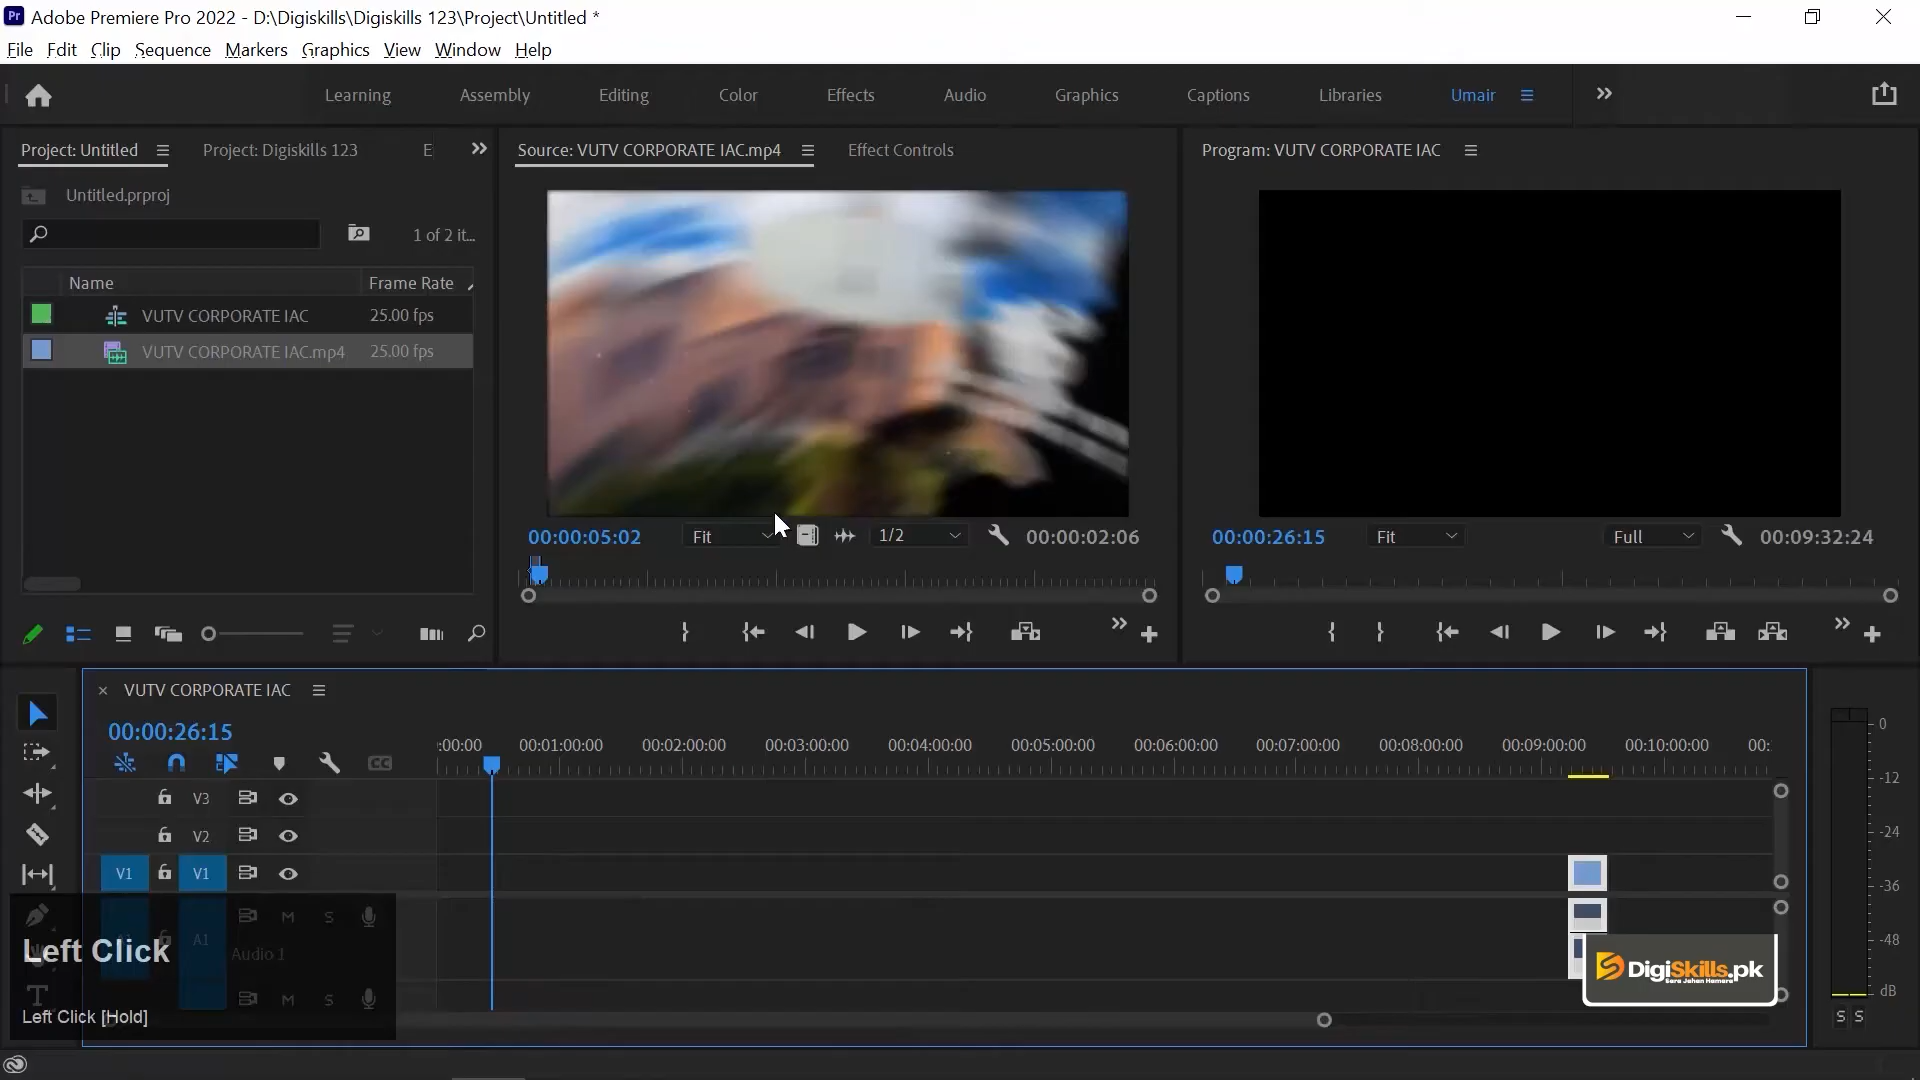 Adobe Premiere Pro 2022 - D:\Digiskills\Digiskills 123\Project\Untitled *
File Edit Clip Sequence Markers Graphics View Window Help
Learning Assembly Editing Color Effects Audio Graphics Captions Libraries Umair
Project: Untitled Project: Digiskills 123 E
Source: VUTV CORPORATE IAC.mp4 Effect Controls
Program: VUTV CORPORATE IAC
Untitled.prproj
1 of 2 it...
Name Frame Rate
VUTV CORPORATE IAC 25.00 fps
VUTV CORPORATE IAC.mp4 25.00 fps
00:00:05:02 Fit 1/2 00:00:02:06
00:00:26:15 Fit Full 00:09:32:24
VUTV CORPORATE IAC
00:00:26:15
:00:00 00:01:00:00 00:02:00:00 00:03:00:00 00:04:00:00 00:05:00:00 00:06:00:00 00:07:00:00 00:08:00:00 00:09:00:00 00:10:00:00 00:
CC
V3
V2
V1 V1
A1 M S
Audio 1
M S
Left Click
Left Click [Hold]
DigiSkills.pk
Sara Jahan Hamara
0
-12
-24
-36
-48
dB
S S